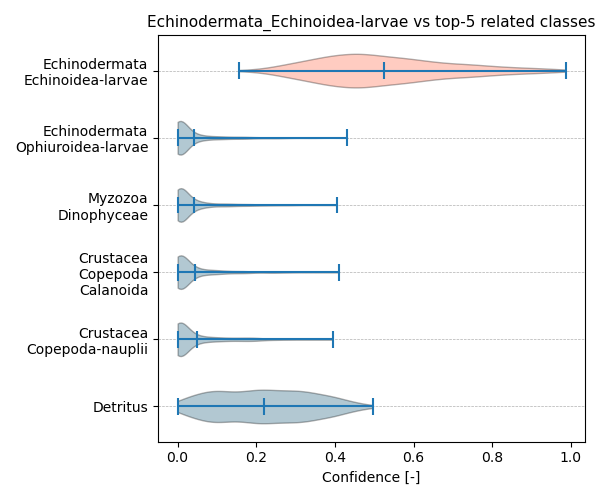 Echinodermata_Echinoidea-larvae vs top-5 related classes
Echinodermata
Echinoidea-larvae
Echinodermata
Ophiuroidea-larvae
Myzozoa
Dinophyceae
Crustacea
Copepoda
Calanoida
Crustacea
Copepoda-nauplii
Detritus
0.0 0.2 0.4 0.6 0.8 1.0
Confidence [-]